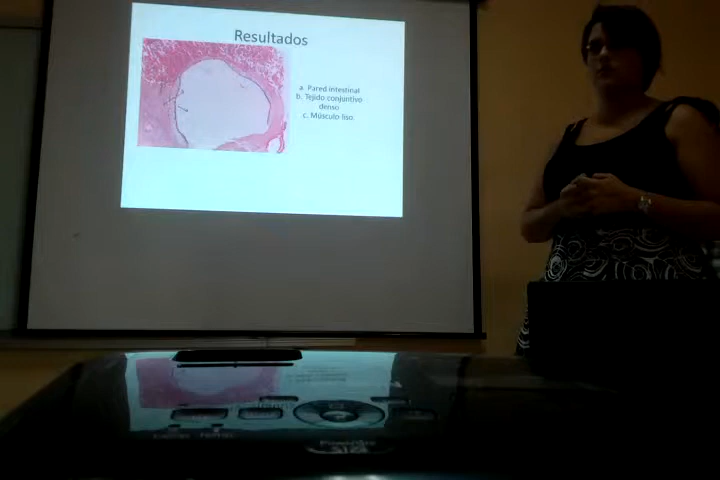 Resultados
a. Pared intestinal
b. Tejido conjuntivo
denso
c. Músculo liso